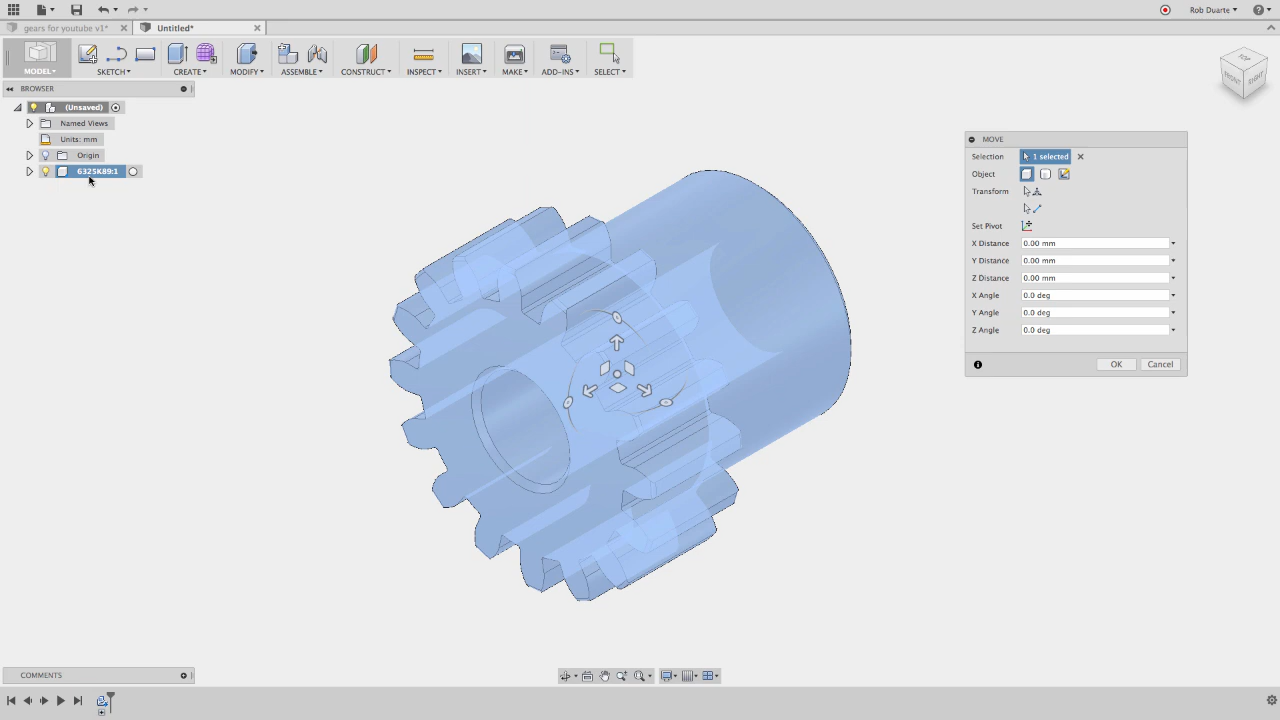 Rob Duarte
gears for youtube v1*
Untitled*
MODEL
SKETCH
CREATE
MODIFY
ASSEMBLE
CONSTRUCT
INSPECT
INSERT
MAKE
ADD-INS
SELECT
TOP
FRONT
RIGHT
BROWSER
(Unsaved)
Named Views
Units: mm
Origin
6325K89:1
MOVE
Selection 1 selected
Object
Transform
Set Pivot
X Distance 0.00 mm
Y Distance 0.00 mm
Z Distance 0.00 mm
X Angle 0.0 deg
Y Angle 0.0 deg
Z Angle 0.0 deg
OK Cancel
COMMENTS